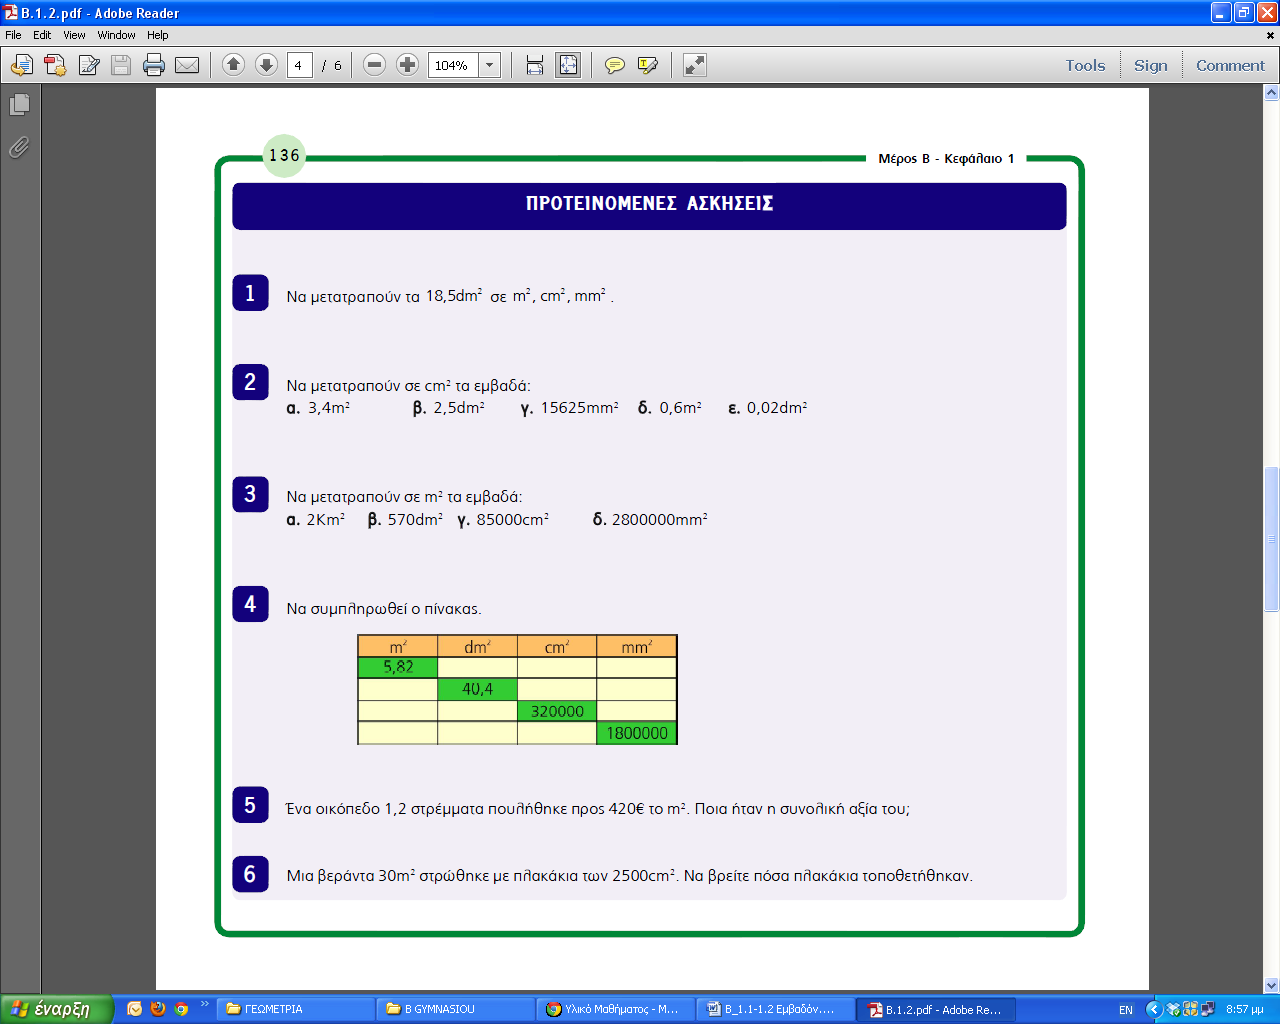 B.1.2.pdf - Adobe Reader
File Edit View Window Help
4 / 6 104% Tools Sign Comment
136 Μέρος Β - Κεφάλαιο 1
ΠΡΟΤΕΙΝΟΜΕΝΕΣ ΑΣΚΗΣΕΙΣ
1 Να μετατραπούν τα 18,5dm² σε m², cm², mm² .
2 Να μετατραπούν σε cm² τα εμβαδά:
α. 3,4m² β. 2,5dm² γ. 15625mm² δ. 0,6m² ε. 0,02dm²
3 Να μετατραπούν σε m² τα εμβαδά:
α. 2Km² β. 570dm² γ. 85000cm² δ. 2800000mm²
4 Να συμπληρωθεί ο πίνακας.
m² dm² cm² mm²
5,82
40,4
320000
1800000
5 Ένα οικόπεδο 1,2 στρέμματα πουλήθηκε προς 420€ το m². Ποια ήταν η συνολική αξία του;
6 Μια βεράντα 30m² στρώθηκε με πλακάκια των 2500cm². Να βρείτε πόσα πλακάκια τοποθετήθηκαν.
έναρξη ΓΕΩΜΕΤΡΙΑ B GYMNASIOU Υλικό Μαθήματος - M... B_1.1-1.2 Εμβαδόν.... B.1.2.pdf - Adobe Re... EN 8:57 μμ